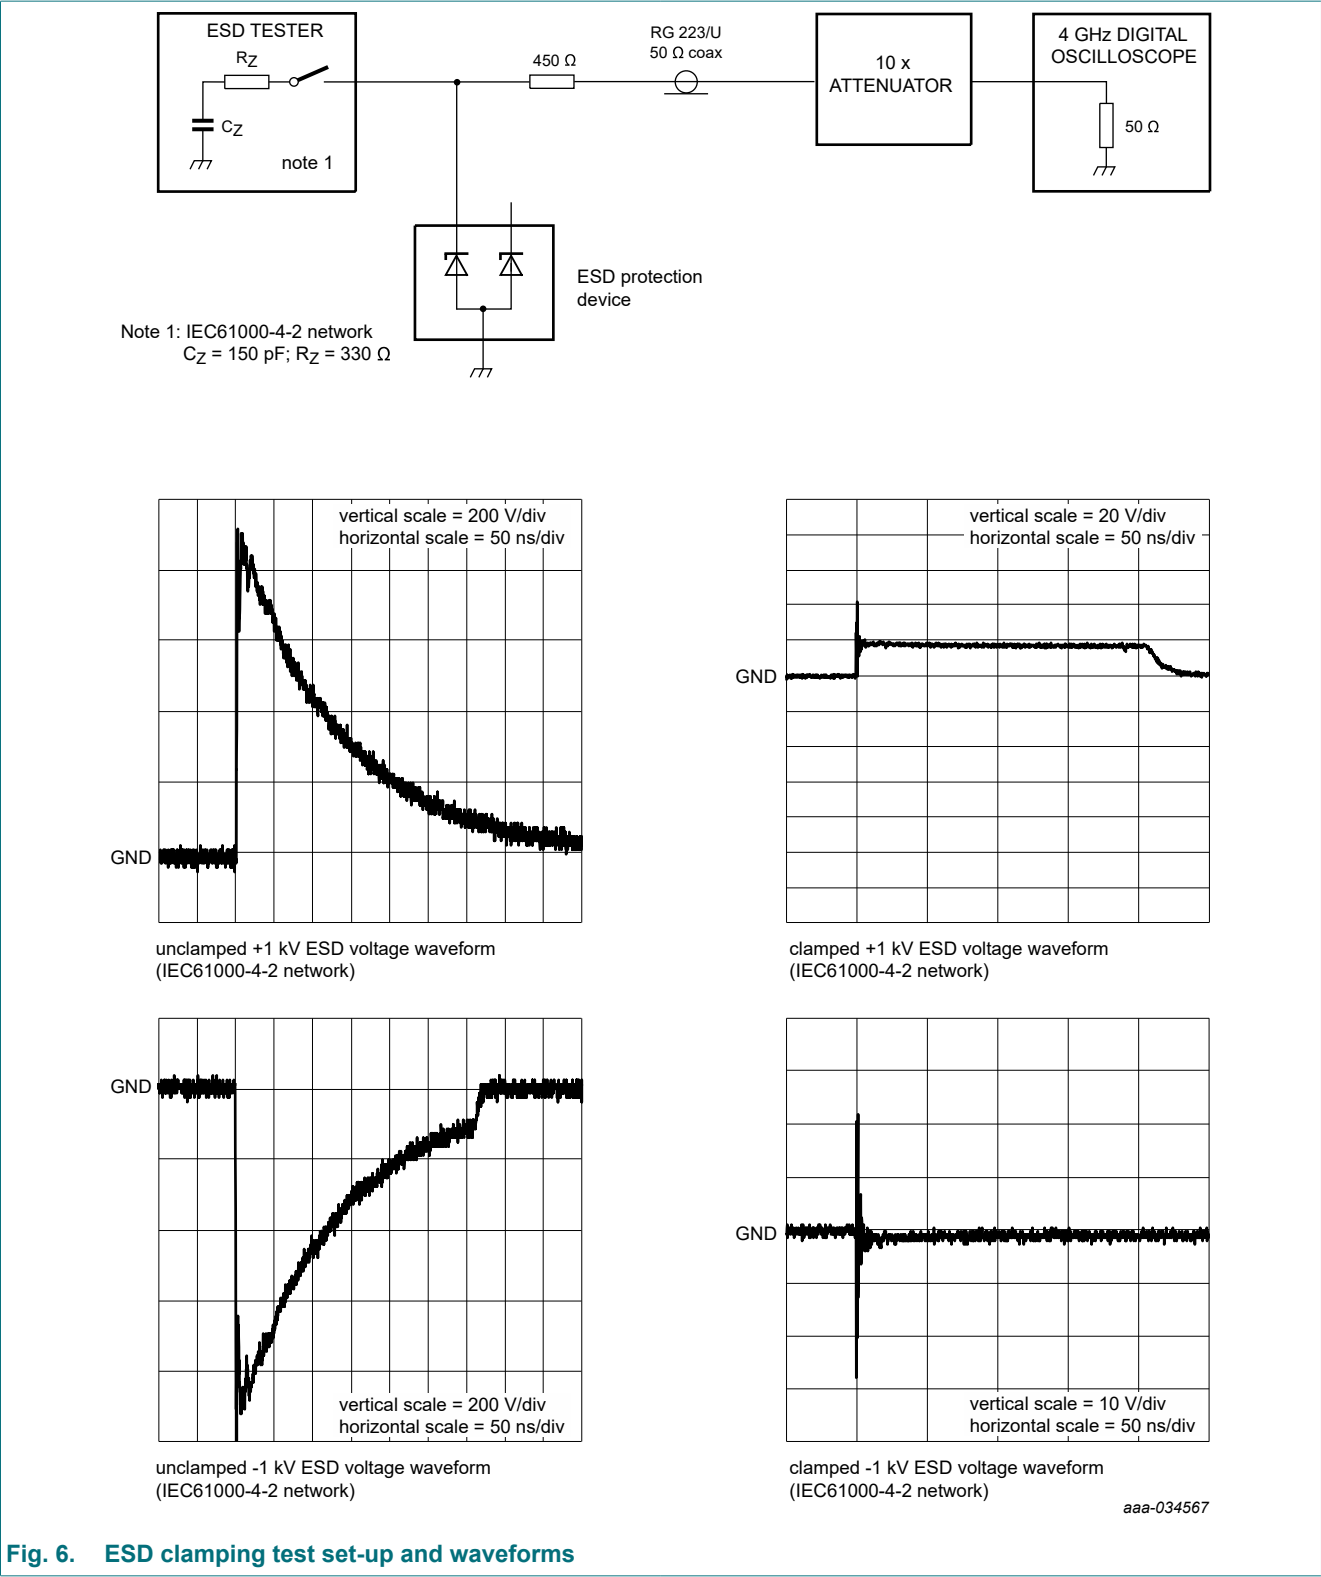 ESD TESTER
RZ
CZ
note 1
450 Ω
RG 223/U
50 Ω coax
10 x
ATTENUATOR
4 GHz DIGITAL
OSCILLOSCOPE
50 Ω
ESD protection
device
Note 1: IEC61000-4-2 network
CZ = 150 pF; RZ = 330 Ω
vertical scale = 200 V/div
horizontal scale = 50 ns/div
GND
unclamped +1 kV ESD voltage waveform
(IEC61000-4-2 network)
vertical scale = 20 V/div
horizontal scale = 50 ns/div
GND
clamped +1 kV ESD voltage waveform
(IEC61000-4-2 network)
GND
vertical scale = 200 V/div
horizontal scale = 50 ns/div
unclamped -1 kV ESD voltage waveform
(IEC61000-4-2 network)
GND
vertical scale = 10 V/div
horizontal scale = 50 ns/div
clamped -1 kV ESD voltage waveform
(IEC61000-4-2 network)
aaa-034567
Fig. 6. ESD clamping test set-up and waveforms